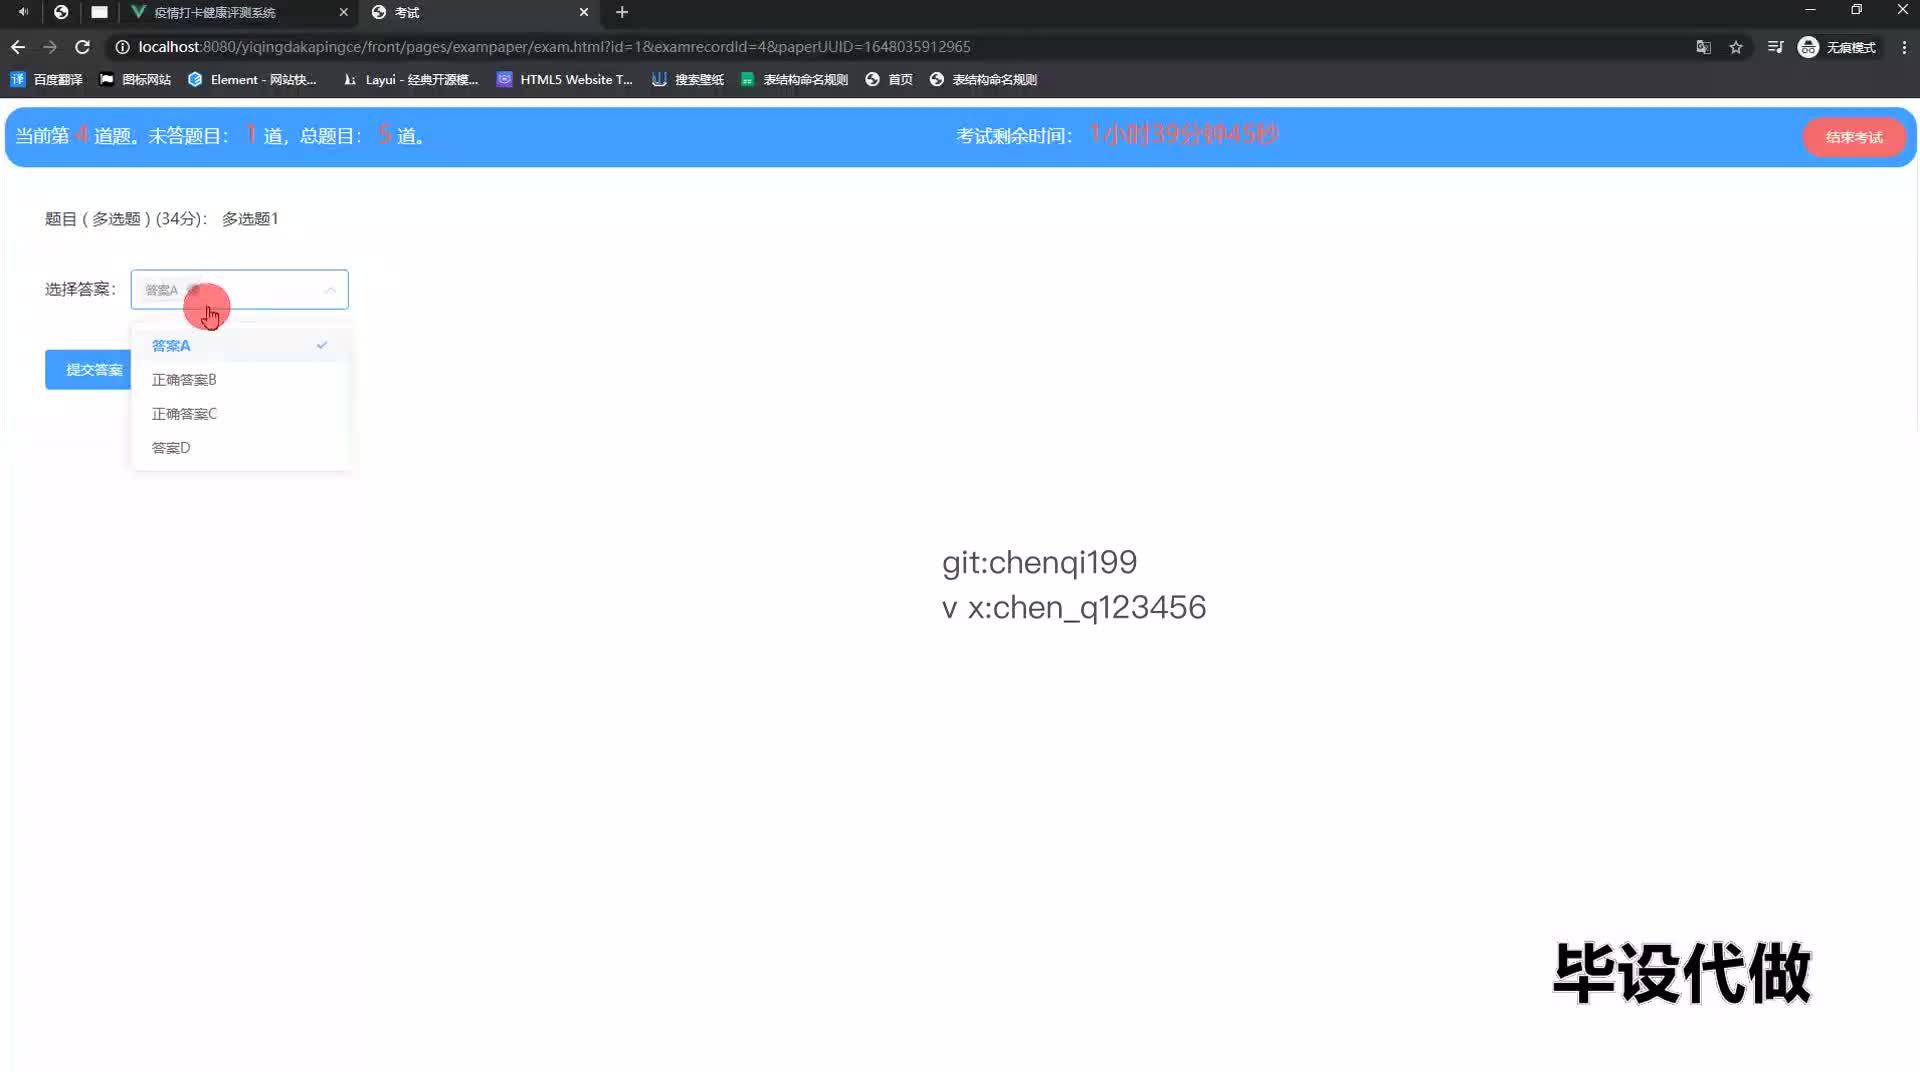 疫情打卡健康评测系统
考试
localhost:8080/yiqingdakapingce/front/pages/exampaper/exam.html?id=1&examrecordId=4&paperUUID=1648035912965
无痕模式
百度翻译
图标网站
Element - 网站快...
Layui - 经典开源模...
HTML5 Website T...
搜索壁纸
表结构命名规则
首页
表结构命名规则
当前第 4 道题。未答题目： 1 道，总题目： 5 道。
考试剩余时间： 1小时39分钟45秒
结束考试
题目 ( 多选题 ) (34分)： 多选题1
选择答案：
答案A
答案A
正确答案B
提交答案
正确答案C
答案D
git:chenqi199
v x:chen_q123456
毕设代做